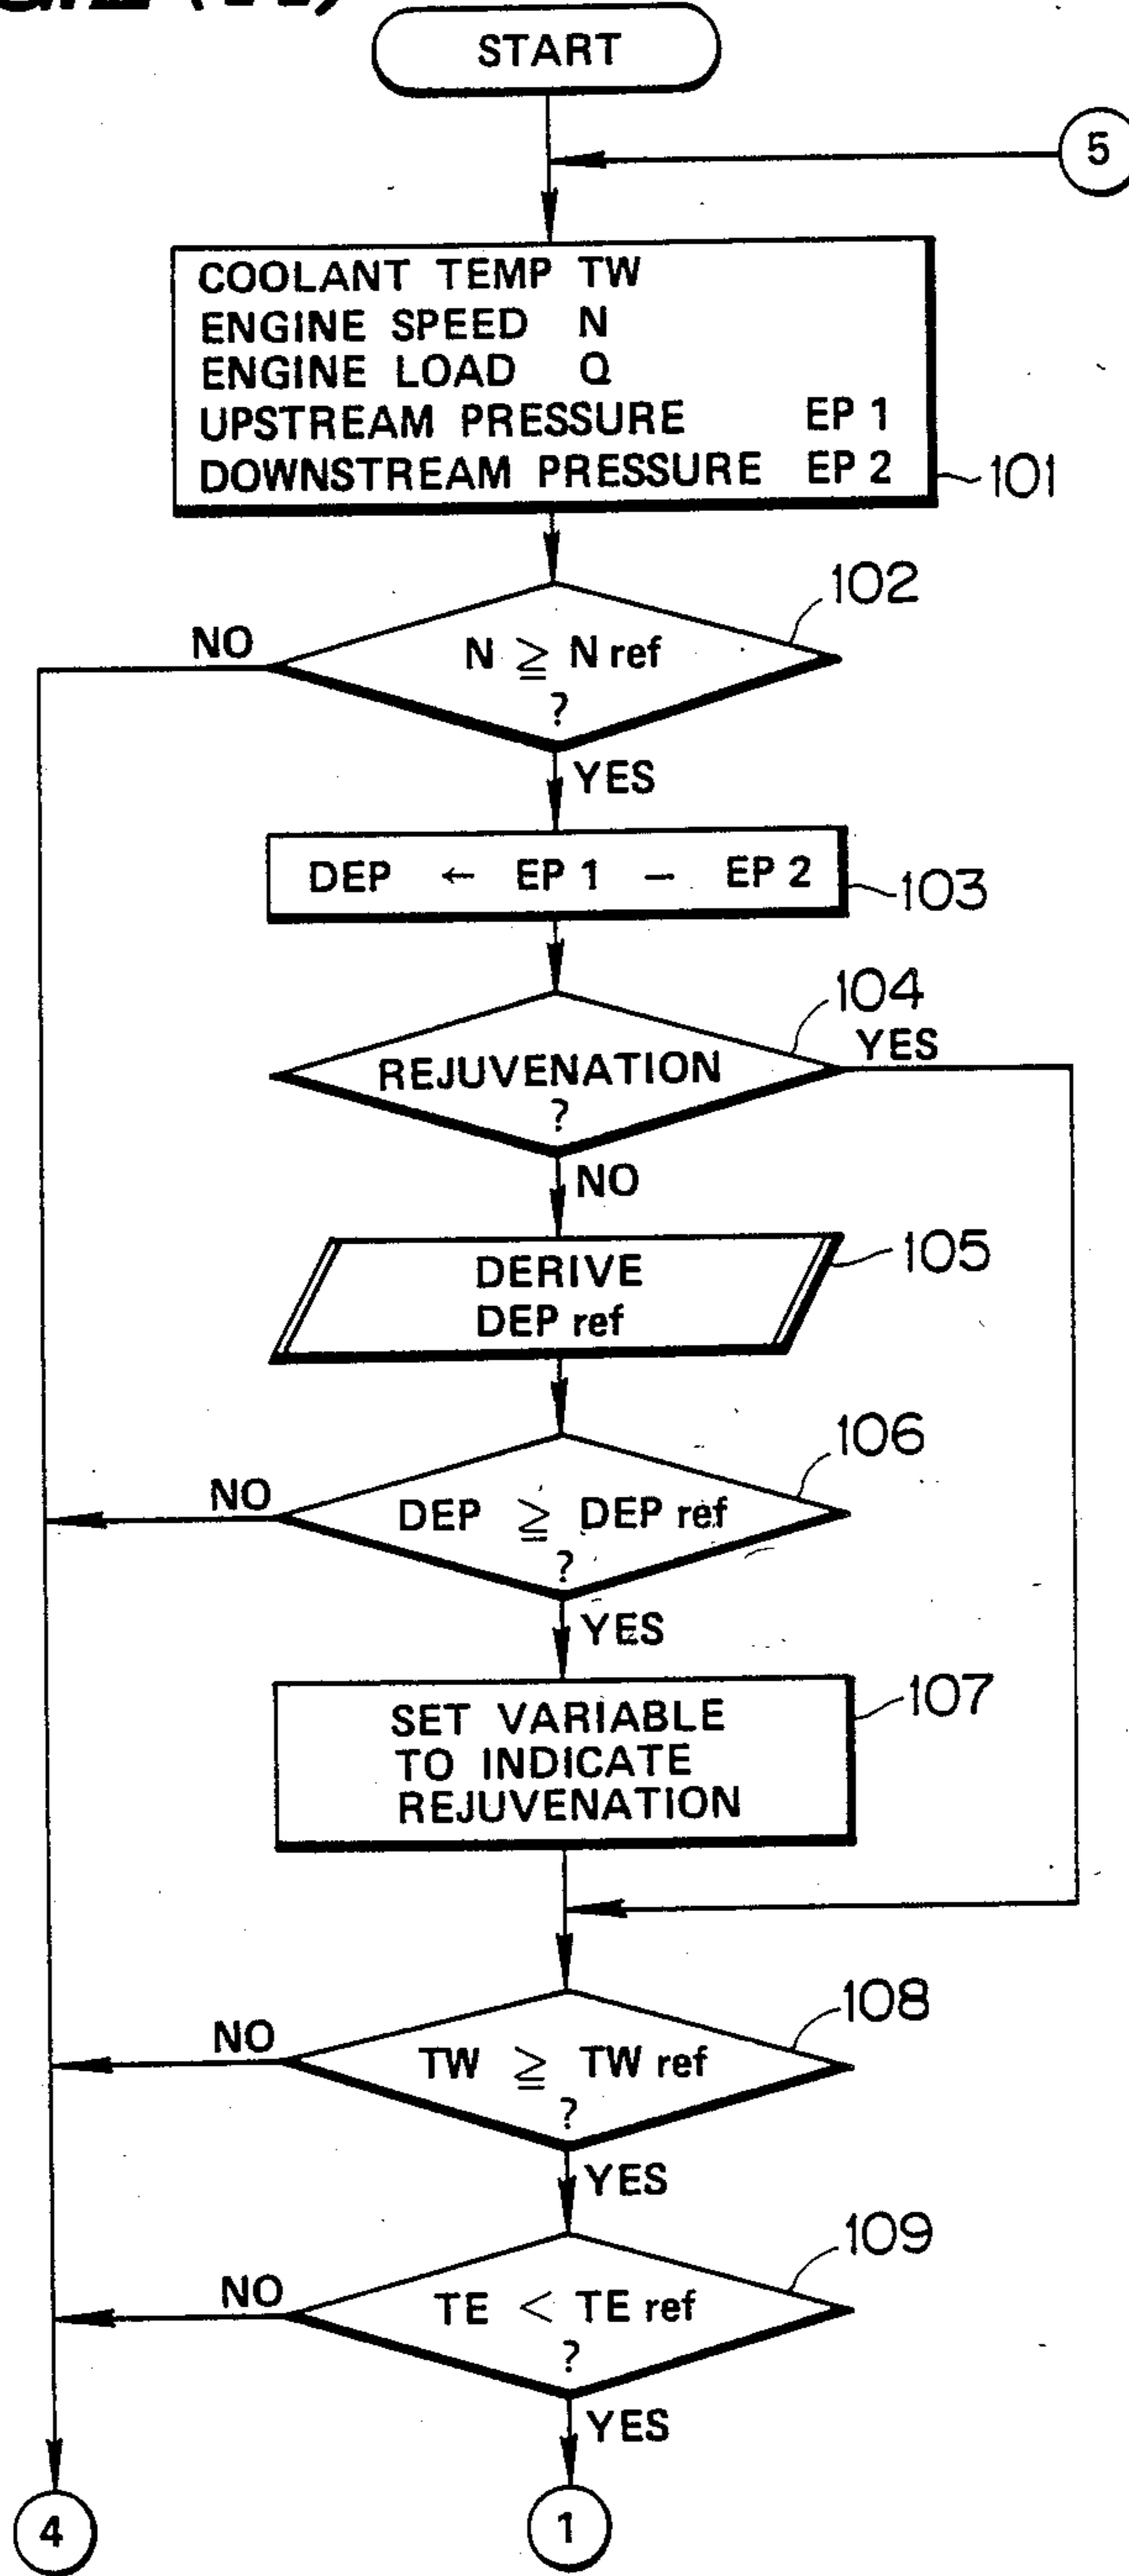 START
5
COOLANT TEMP TW
ENGINE SPEED N
ENGINE LOAD Q
UPSTREAM PRESSURE EP 1
DOWNSTREAM PRESSURE EP 2
101
102
NO
N ≧ N ref
?
YES
DEP ← EP 1 - EP 2
103
104
YES
REJUVENATION
?
NO
DERIVE
DEP ref
105
106
NO
DEP ≧ DEP ref
?
YES
SET VARIABLE
TO INDICATE
REJUVENATION
107
108
NO
TW ≧ TW ref
?
YES
109
NO
TE < TE ref
?
YES
4
1